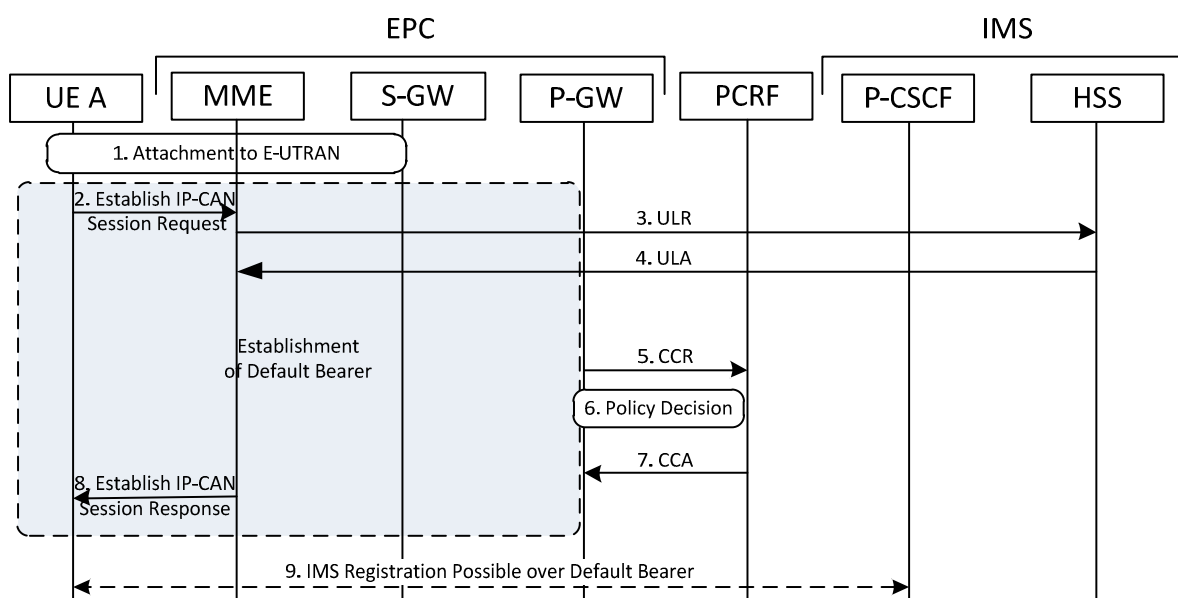 EPC
IMS
UE A
MME
S-GW
P-GW
PCRF
P-CSCF
HSS
1. Attachment to E-UTRAN
2. Establish IP-CAN
Session Request
3. ULR
4. ULA
Establishment
of Default Bearer
5. CCR
6. Policy Decision
7. CCA
8. Establish IP-CAN
Session Response
9. IMS Registration Possible over Default Bearer